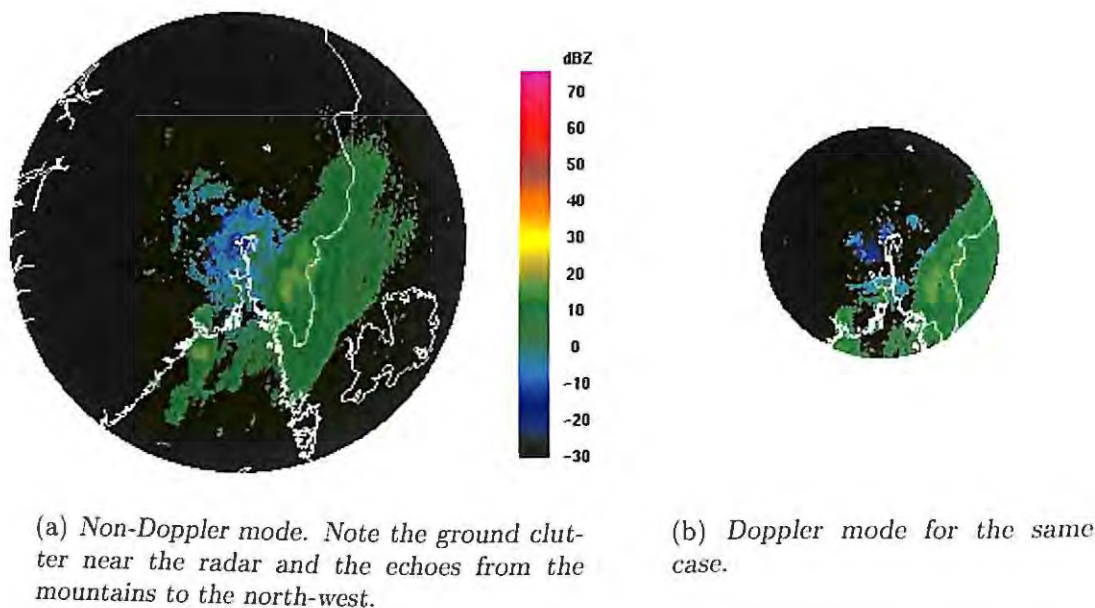 dBZ
70
60
50
40
30
20
10
0
-10
-20
-30
(a) Non-Doppler mode. Note the ground clut-
ter near the radar and the echoes from the
mountains to the north-west.
(b) Doppler mode for the same
case.